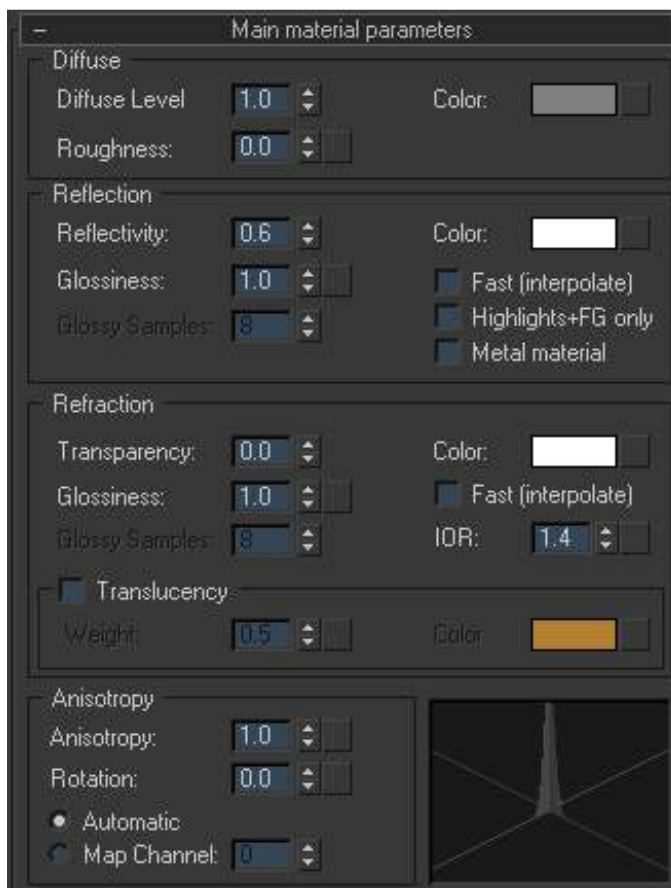 – Main material parameters
Diffuse
Diffuse Level 1.0 Color:
Roughness: 0.0
Reflection
Reflectivity: 0.6 Color:
Glossiness: 1.0 Fast (interpolate)
Glossy Samples: 8 Highlights+FG only
Metal material
Refraction
Transparency: 0.0 Color:
Glossiness: 1.0 Fast (interpolate)
Glossy Samples: 8 IOR: 1.4
Translucency
Weight: 0.5 Color
Anisotropy
Anisotropy: 1.0
Rotation: 0.0
Automatic
Map Channel: 0